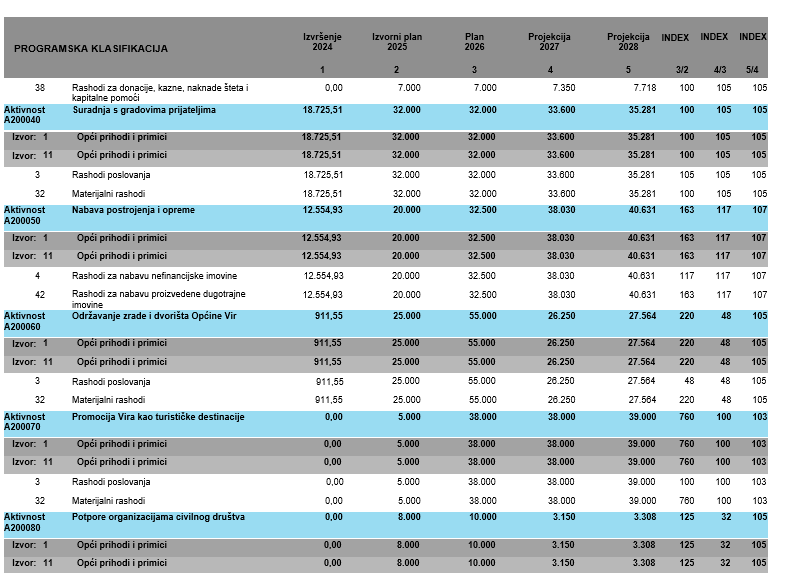 PROGRAMSKA KLASIFIKACIJA Izvršenje 2024 Izvorni plan 2025 Plan 2026 Projekcija 2027 Projekcija 2028 INDEX INDEX INDEX
1 2 3 4 5 3/2 4/3 5/4
38 Rashodi za donacije, kazne, naknade šteta i 0,00 7.000 7.000 7.350 7.718 100 105 105
kapitalne pomoći
Aktivnost Suradnja s gradovima prijateljima 18.725,51 32.000 32.000 33.600 35.281 100 105 105
A200040
Izvor: 1 Opći prihodi i primici 18.725,51 32.000 32.000 33.600 35.281 100 105 105
Izvor: 11 Opći prihodi i primici 18.725,51 32.000 32.000 33.600 35.281 100 105 105
3 Rashodi poslovanja 18.725,51 32.000 32.000 33.600 35.281 105 105 105
32 Materijalni rashodi 18.725,51 32.000 32.000 33.600 35.281 100 105 105
Aktivnost Nabava postrojenja i opreme 12.554,93 20.000 32.500 38.030 40.631 163 117 107
A200050
Izvor: 1 Opći prihodi i primici 12.554,93 20.000 32.500 38.030 40.631 163 117 107
Izvor: 11 Opći prihodi i primici 12.554,93 20.000 32.500 38.030 40.631 163 117 107
4 Rashodi za nabavu nefinancijske imovine 12.554,93 20.000 32.500 38.030 40.631 117 117 107
42 Rashodi za nabavu proizvedene dugotrajne 12.554,93 20.000 32.500 38.030 40.631 163 117 107
imovine
Aktivnost Održavanje zrade i dvorišta Općine Vir 911,55 25.000 55.000 26.250 27.564 220 48 105
A200060
Izvor: 1 Opći prihodi i primici 911,55 25.000 55.000 26.250 27.564 220 48 105
Izvor: 11 Opći prihodi i primici 911,55 25.000 55.000 26.250 27.564 220 48 105
3 Rashodi poslovanja 911,55 25.000 55.000 26.250 27.564 48 48 105
32 Materijalni rashodi 911,55 25.000 55.000 26.250 27.564 220 48 105
Aktivnost Promocija Vira kao turističke destinacije 0,00 5.000 38.000 38.000 39.000 760 100 103
A200070
Izvor: 1 Opći prihodi i primici 0,00 5.000 38.000 38.000 39.000 760 100 103
Izvor: 11 Opći prihodi i primici 0,00 5.000 38.000 38.000 39.000 760 100 103
3 Rashodi poslovanja 0,00 5.000 38.000 38.000 39.000 100 100 103
32 Materijalni rashodi 0,00 5.000 38.000 38.000 39.000 760 100 103
Aktivnost Potpore organizacijama civilnog društva 0,00 8.000 10.000 3.150 3.308 125 32 105
A200080
Izvor: 1 Opći prihodi i primici 0,00 8.000 10.000 3.150 3.308 125 32 105
Izvor: 11 Opći prihodi i primici 0,00 8.000 10.000 3.150 3.308 125 32 105